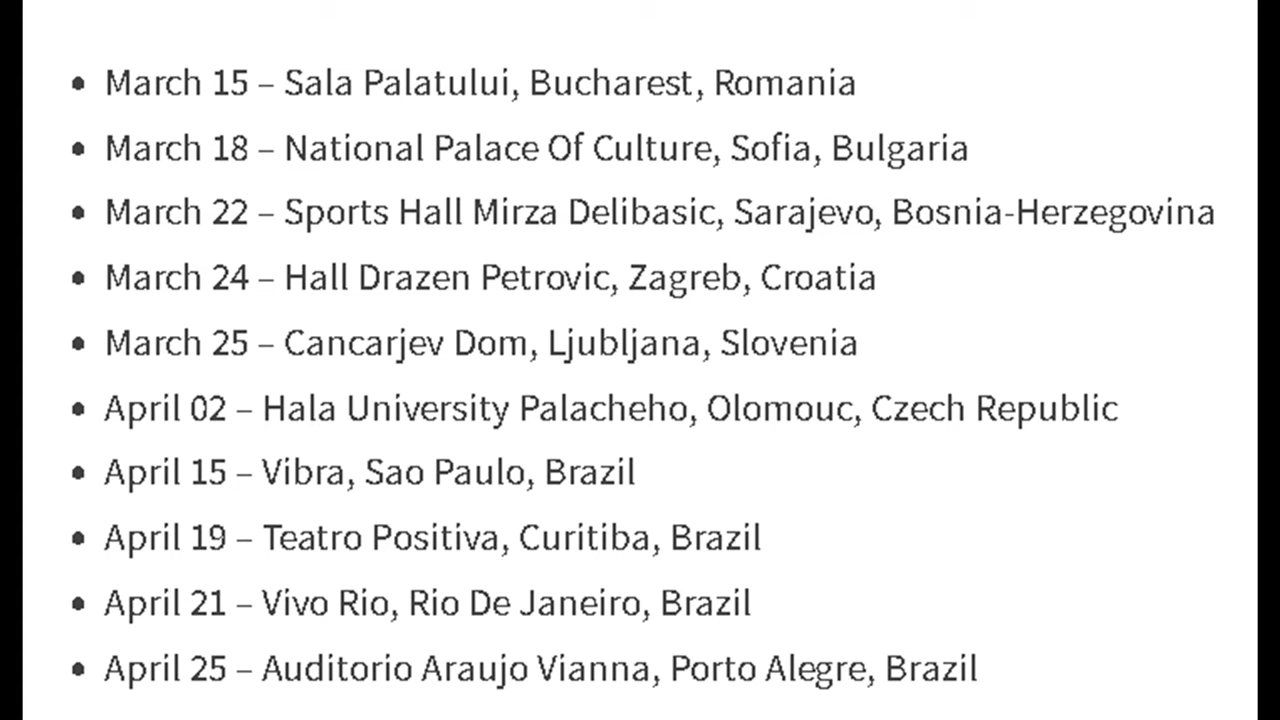 • March 15 – Sala Palatului, Bucharest, Romania
• March 18 – National Palace Of Culture, Sofia, Bulgaria
• March 22 – Sports Hall Mirza Delibasic, Sarajevo, Bosnia-Herzegovina
• March 24 – Hall Drazen Petrovic, Zagreb, Croatia
• March 25 – Cancarjev Dom, Ljubljana, Slovenia
• April 02 – Hala University Palacheho, Olomouc, Czech Republic
• April 15 – Vibra, Sao Paulo, Brazil
• April 19 – Teatro Positiva, Curitiba, Brazil
• April 21 – Vivo Rio, Rio De Janeiro, Brazil
• April 25 – Auditorio Araujo Vianna, Porto Alegre, Brazil